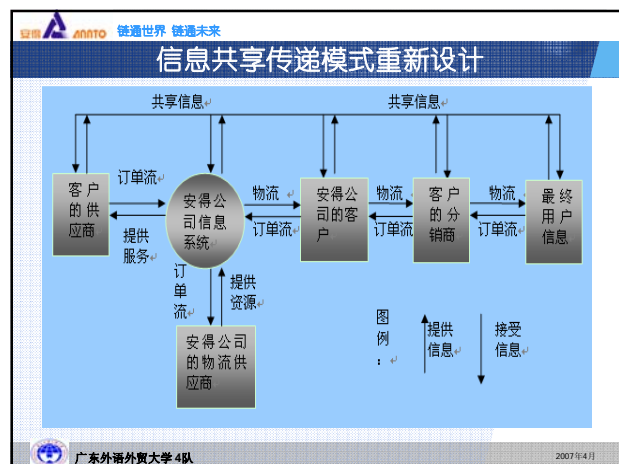 安得 ANNTO 链通世界 链通未来
信息共享传递模式重新设计
共享信息
共享信息
客户
的供
应商
订单流
提供
服务
安得公
司信息
系统
物流
订单流
安得公
司的客
户
物流
订单流
客户
的分
销商
物流
订单流
最终
用户
信息
订
单
流
提供
资源
安得公司
的物流供
应商
图
例
：
提供
信息
接受
信息
广东外语外贸大学 4队
2007年4月